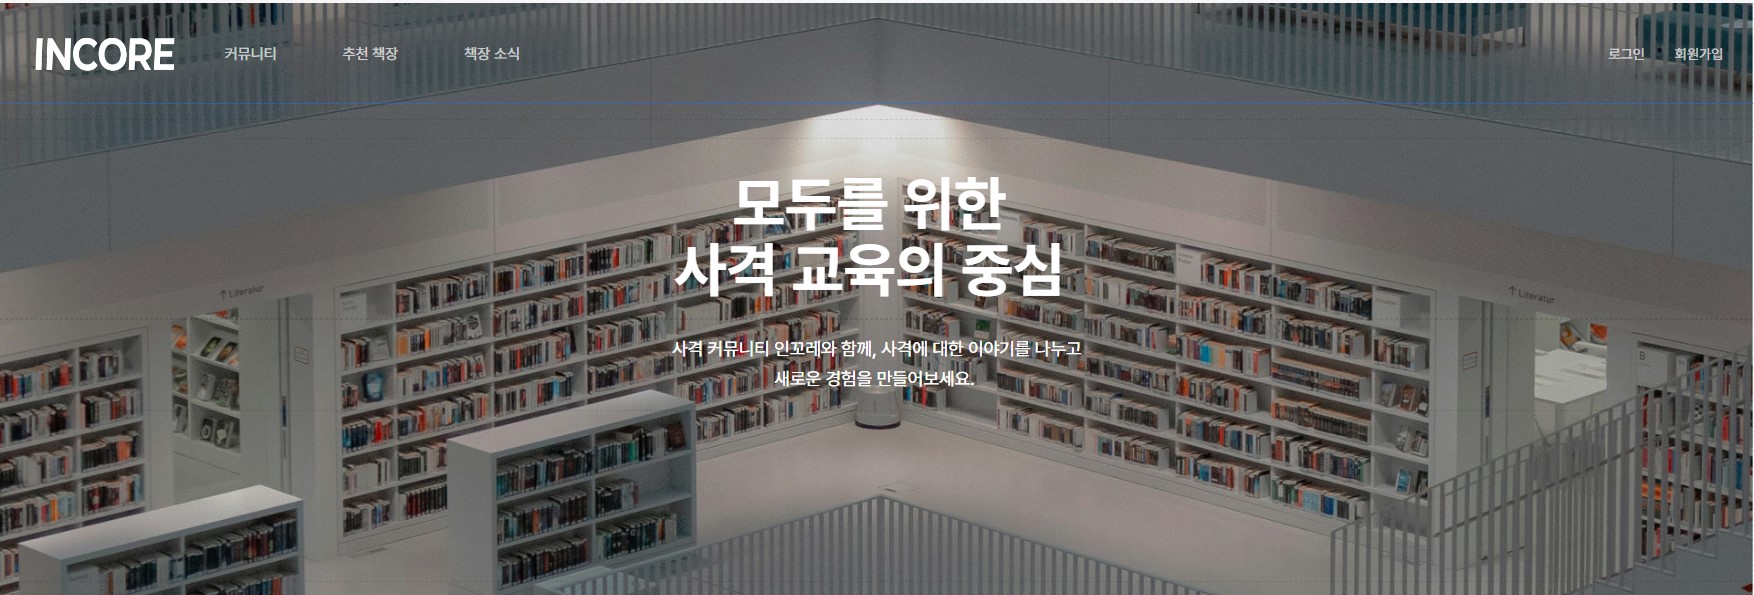 INCORE
커뮤니티
추천 책장
책장 소식
로그인
회원가입
모두를 위한
사격 교육의 중심
↑ Literatur
↑ Literatur
사격 커뮤니티 인꼬레와 함께, 사격에 대한 이야기를 나누고
새로운 경험을 만들어보세요.
B